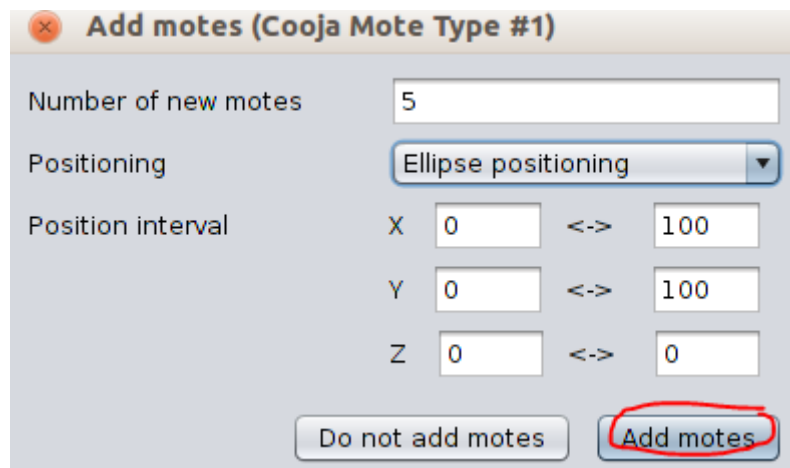 Add motes (Cooja Mote Type #1)
Number of new motes 5
Positioning Ellipse positioning
Position interval X 0 <-> 100
Y 0 <-> 100
Z 0 <-> 0
Do not add motes Add motes